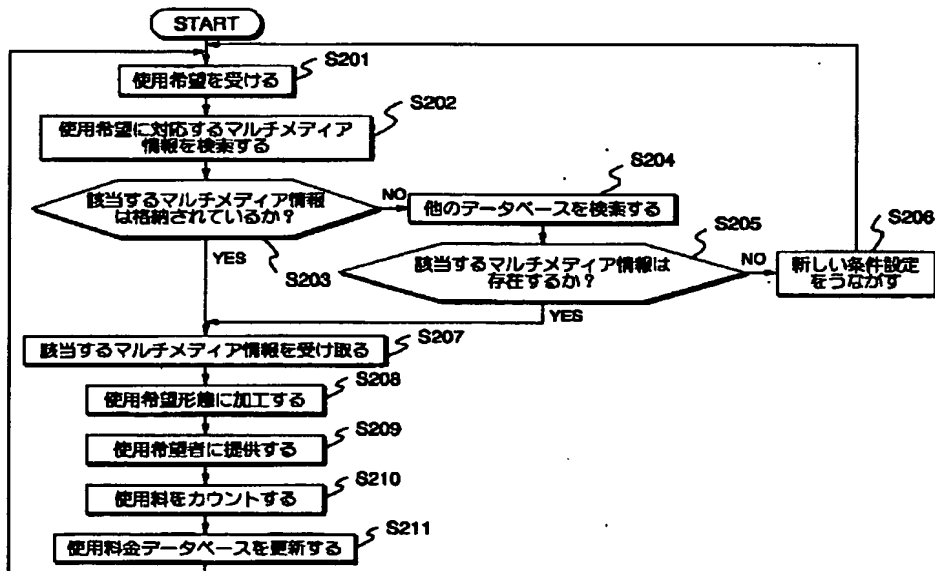 START
S201
使用希望を受ける
S202
使用希望に対応するマルチメディア
情報を検索する
S204
該当するマルチメディア情報
は格納されているか?
NO
他のデータベースを検索する
S205
S206
YES
S203
該当するマルチメディア情報は
存在するか?
NO
新しい条件設定
をうながす
YES
S207
該当するマルチメディア情報を受け取る
S208
使用希望形態に加工する
S209
使用希望者に提供する
S210
使用料をカウントする
S211
使用料金データベースを更新する